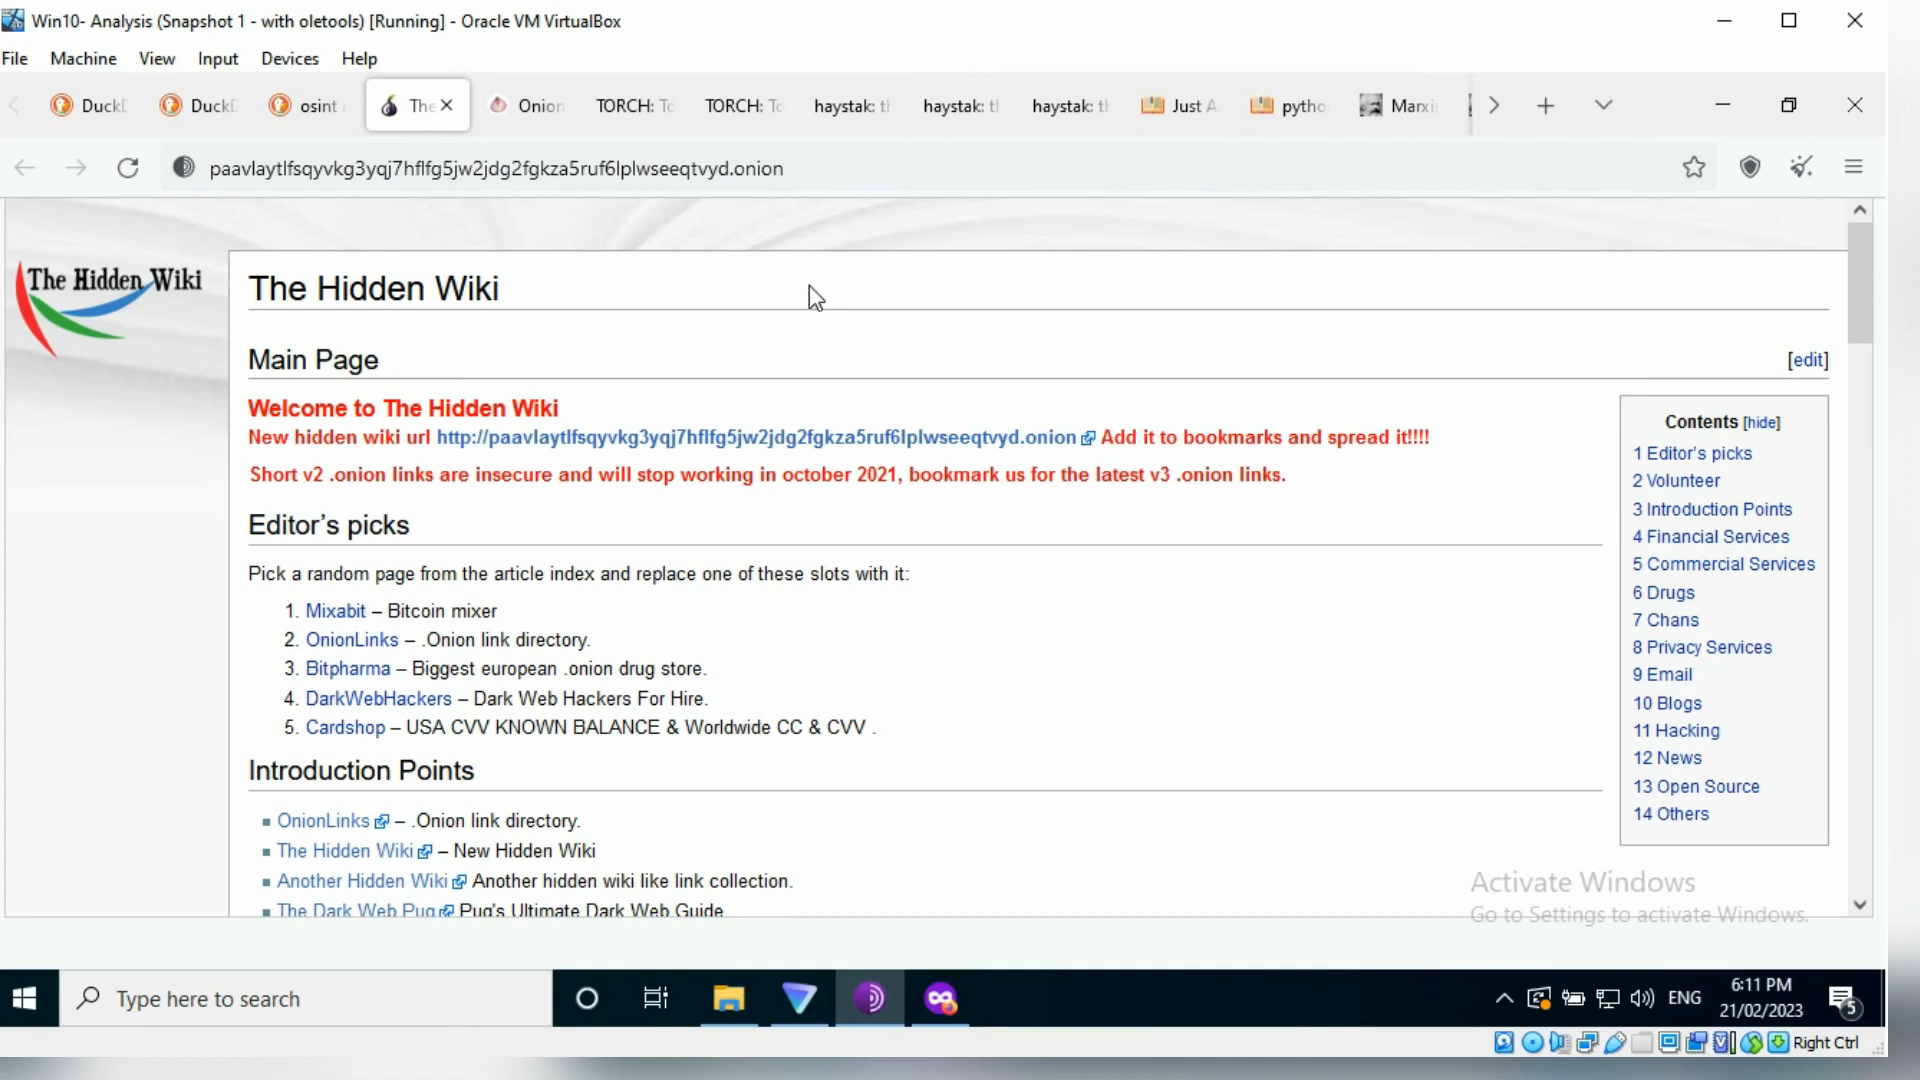 Win10- Analysis (Snapshot 1 - with oletools) [Running] - Oracle VM VirtualBox
File Machine View Input Devices Help
DuckD DuckD osint The Onion TORCH: To TORCH: To haystak: th haystak: th haystak: th Just A pytho Marxi
paavlaytlfsqyvkg3yqj7hflfg5jw2jdg2fgkza5ruf6lplwseeqtvyd.onion
The Hidden Wiki
The Hidden Wiki
Main Page [edit]
Welcome to The Hidden Wiki
New hidden wiki url http://paavlaytlfsqyvkg3yqj7hflfg5jw2jdg2fgkza5ruf6lplwseeqtvyd.onion Add it to bookmarks and spread it!!!!
Short v2 .onion links are insecure and will stop working in october 2021, bookmark us for the latest v3 .onion links.
Editor’s picks
Pick a random page from the article index and replace one of these slots with it:
1. Mixabit – Bitcoin mixer
2. OnionLinks – .Onion link directory.
3. Bitpharma – Biggest european .onion drug store.
4. DarkWebHackers – Dark Web Hackers For Hire.
5. Cardshop – USA CVV KNOWN BALANCE & Worldwide CC & CVV .
Introduction Points
OnionLinks – .Onion link directory.
The Hidden Wiki – New Hidden Wiki
Another Hidden Wiki Another hidden wiki like link collection.
The Dark Web Pug Pug's Ultimate Dark Web Guide
Contents [hide]
1 Editor’s picks
2 Volunteer
3 Introduction Points
4 Financial Services
5 Commercial Services
6 Drugs
7 Chans
8 Privacy Services
9 Email
10 Blogs
11 Hacking
12 News
13 Open Source
14 Others
Activate Windows
Go to Settings to activate Windows.
Type here to search
ENG
6:11 PM
21/02/2023
5
Right Ctrl